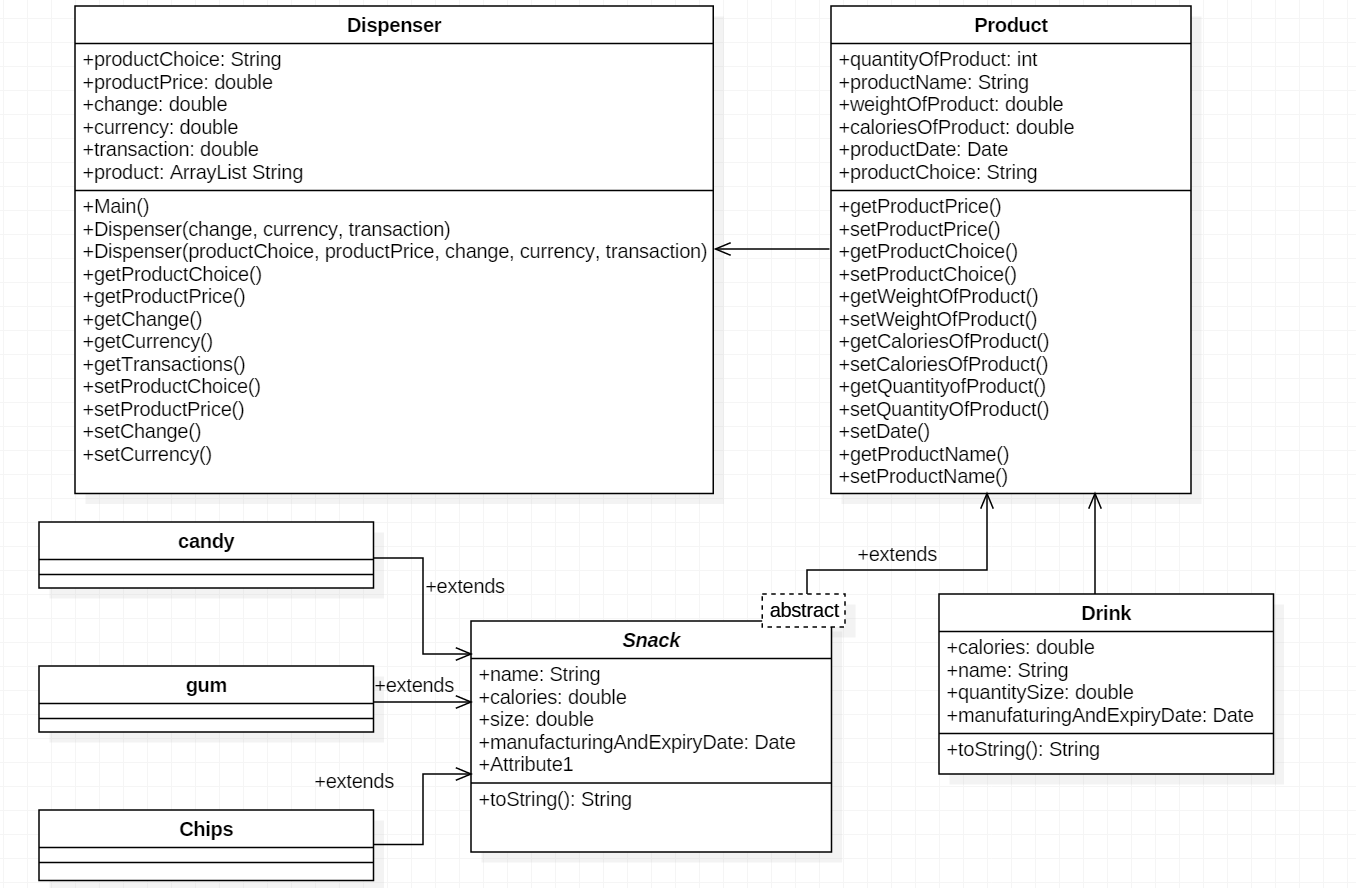 Dispenser
+productChoice: String
+productPrice: double
+change: double
+currency: double
+transaction: double
+product: ArrayList String
+Main()
+Dispenser(change, currency, transaction)
+Dispenser(productChoice, productPrice, change, currency, transaction)
+getProductChoice()
+getProductPrice()
+getChange()
+getCurrency()
+getTransactions()
+setProductChoice()
+setProductPrice()
+setChange()
+setCurrency()
Product
+quantityOfProduct: int
+productName: String
+weightOfProduct: double
+caloriesOfProduct: double
+productDate: Date
+productChoice: String
+getProductPrice()
+setProductPrice()
+getProductChoice()
+setProductChoice()
+getWeightOfProduct()
+setWeightOfProduct()
+getCaloriesOfProduct()
+setCaloriesOfProduct()
+getQuantityofProduct()
+setQuantityOfProduct()
+setDate()
+getProductName()
+setProductName()
candy
+extends
gum
+extends
Chips
+extends
+extends
abstract
Snack
+name: String
+calories: double
+size: double
+manufacturingAndExpiryDate: Date
+Attribute1
+toString(): String
Drink
+calories: double
+name: String
+quantitySize: double
+manufaturingAndExpiryDate: Date
+toString(): String